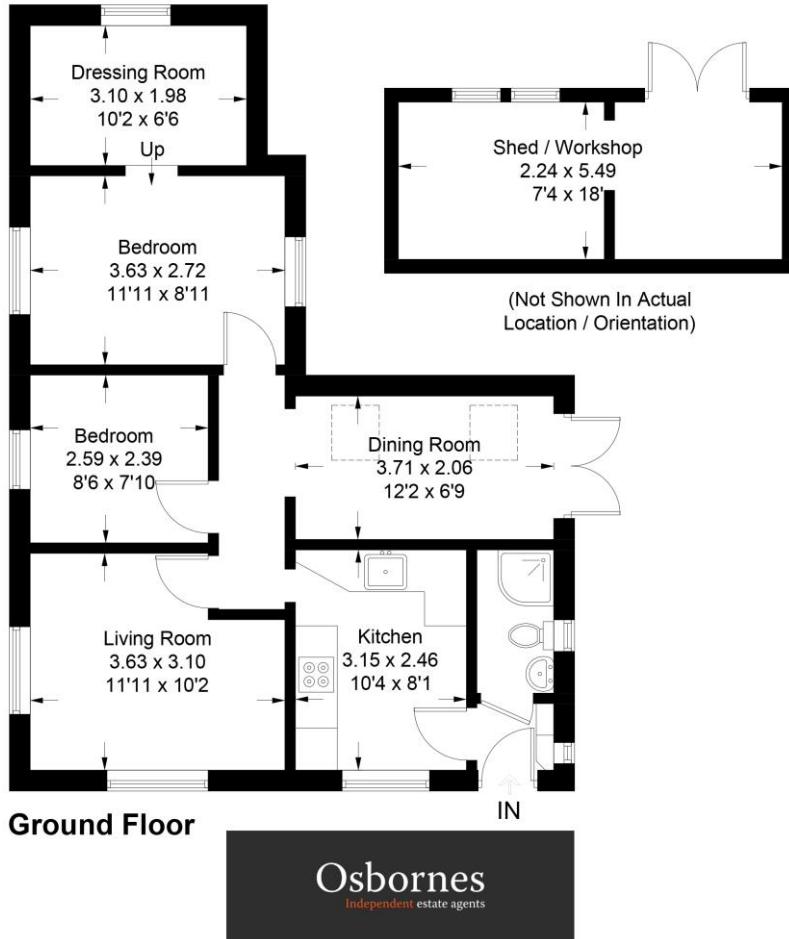 Dressing Room
3.10 x 1.98
10'2 x 6'6
Up
Shed / Workshop
2.24 x 5.49
7'4 x 18'
(Not Shown In Actual
Location / Orientation)
Bedroom
3.63 x 2.72
11'11 x 8'11
Bedroom
2.59 x 2.39
8'6 x 7'10
Dining Room
3.71 x 2.06
12'2 x 6'9
Living Room
3.63 x 3.10
11'11 x 10'2
Kitchen
3.15 x 2.46
10'4 x 8'1
IN
Ground Floor
Osbornes
Independent estate agents